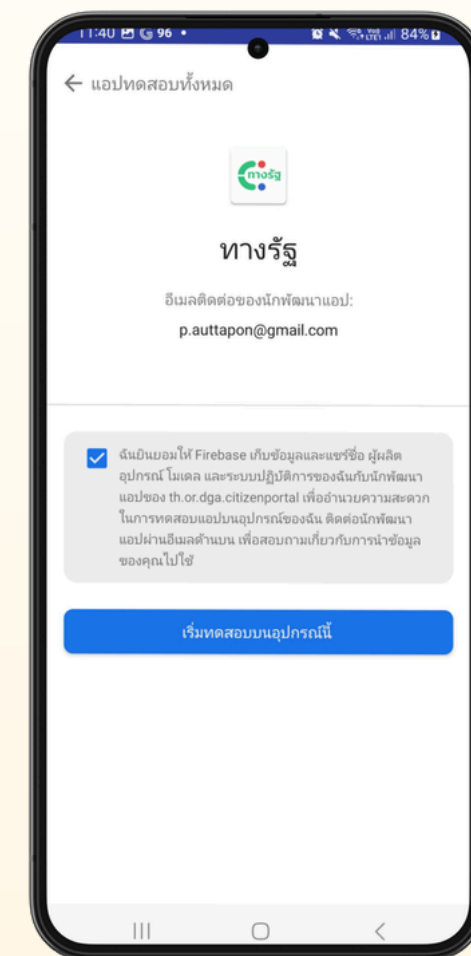 11:40 G 96 •
Vo) LTE1 .ıl 84%
← แอปทดสอบทั้งหมด
ทางรัฐ
ทางรัฐ
อีเมลติดต่อของนักพัฒนาแอป:
p.auttapon@gmail.com
ฉันยินยอมให้ Firebase เก็บข้อมูลและแชร์ชื่อ ผู้ผลิต
อุปกรณ์ โมเดล และระบบปฏิบัติการของฉันกับนักพัฒนา
แอปของ th.or.dga.citizenportal เพื่ออำนวยความสะดวก
ในการทดสอบแอปบนอุปกรณ์ของฉัน ติดต่อนักพัฒนา
แอปผ่านอีเมลด้านบน เพื่อสอบถามเกี่ยวกับการนำข้อมูล
ของคุณไปใช้
เริ่มทดสอบบนอุปกรณ์นี้